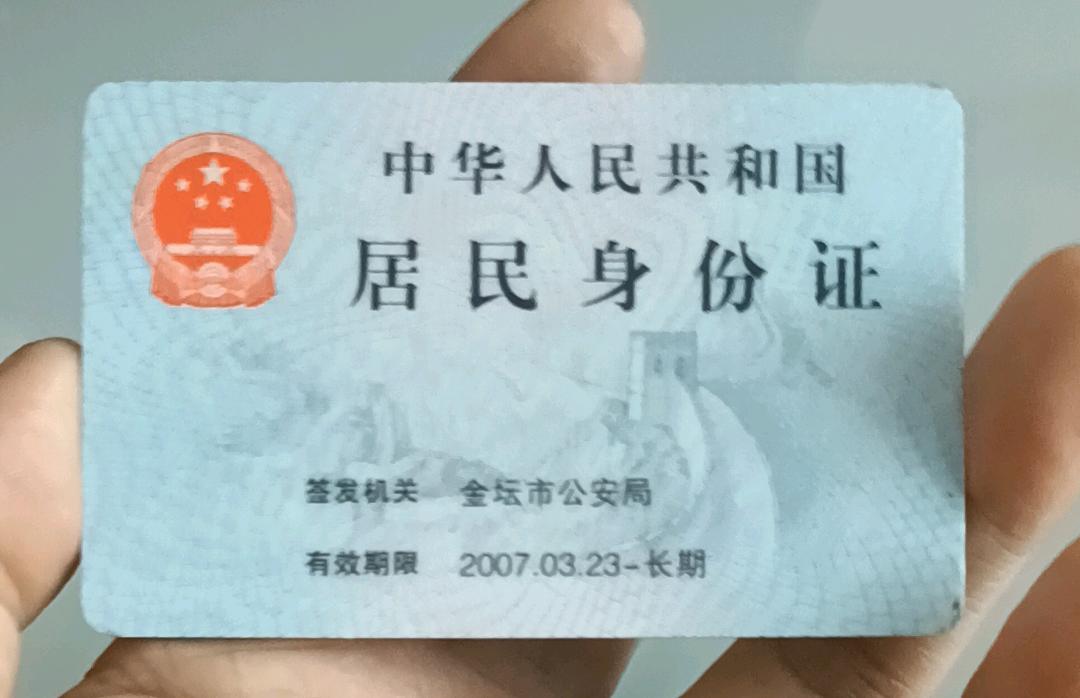 中华人民共和国
居民身份证
签发机关 金坛市公安局
有效期限 2007.03.23-长期